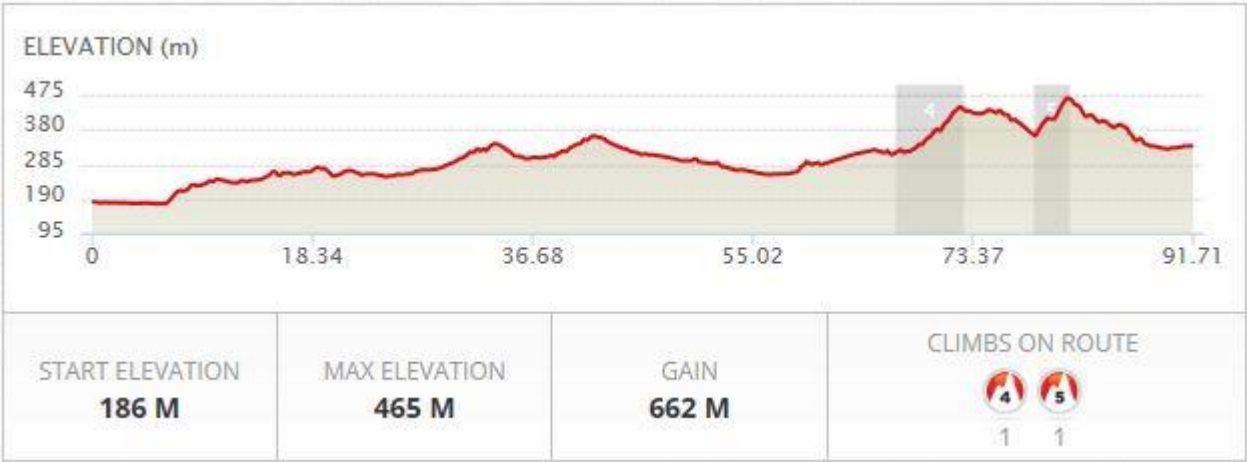 ELEVATION (m)
475
380
285
190
95
4
5
0 18.34 36.68 55.02 73.37 91.71
START ELEVATION
186 M
MAX ELEVATION
465 M
GAIN
662 M
CLIMBS ON ROUTE
4 5
1 1